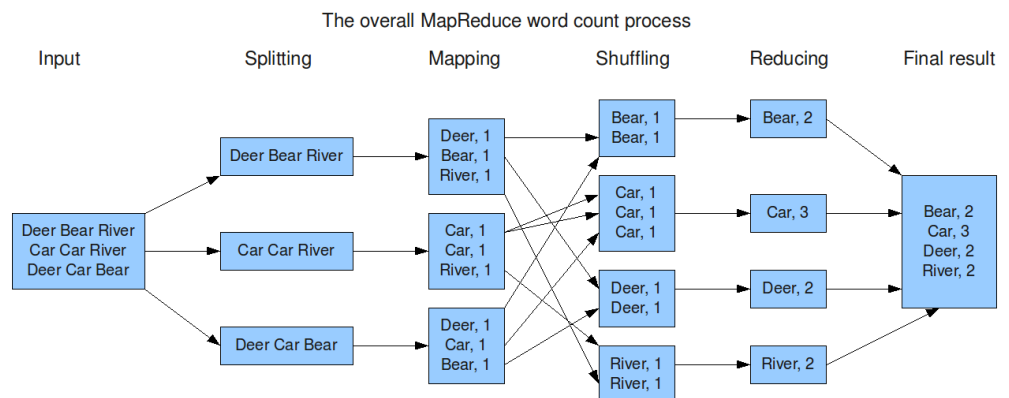 The overall MapReduce word count process
Input
Splitting
Mapping
Shuffling
Reducing
Final result
Deer Bear River
Car Car River
Deer Car Bear
Deer Bear River
Car Car River
Deer Car Bear
Deer, 1
Bear, 1
River, 1
Car, 1
Car, 1
River, 1
Deer, 1
Car, 1
Bear, 1
Bear, 1
Bear, 1
Car, 1
Car, 1
Car, 1
Deer, 1
Deer, 1
River, 1
River, 1
Bear, 2
Car, 3
Deer, 2
River, 2
Bear, 2
Car, 3
Deer, 2
River, 2